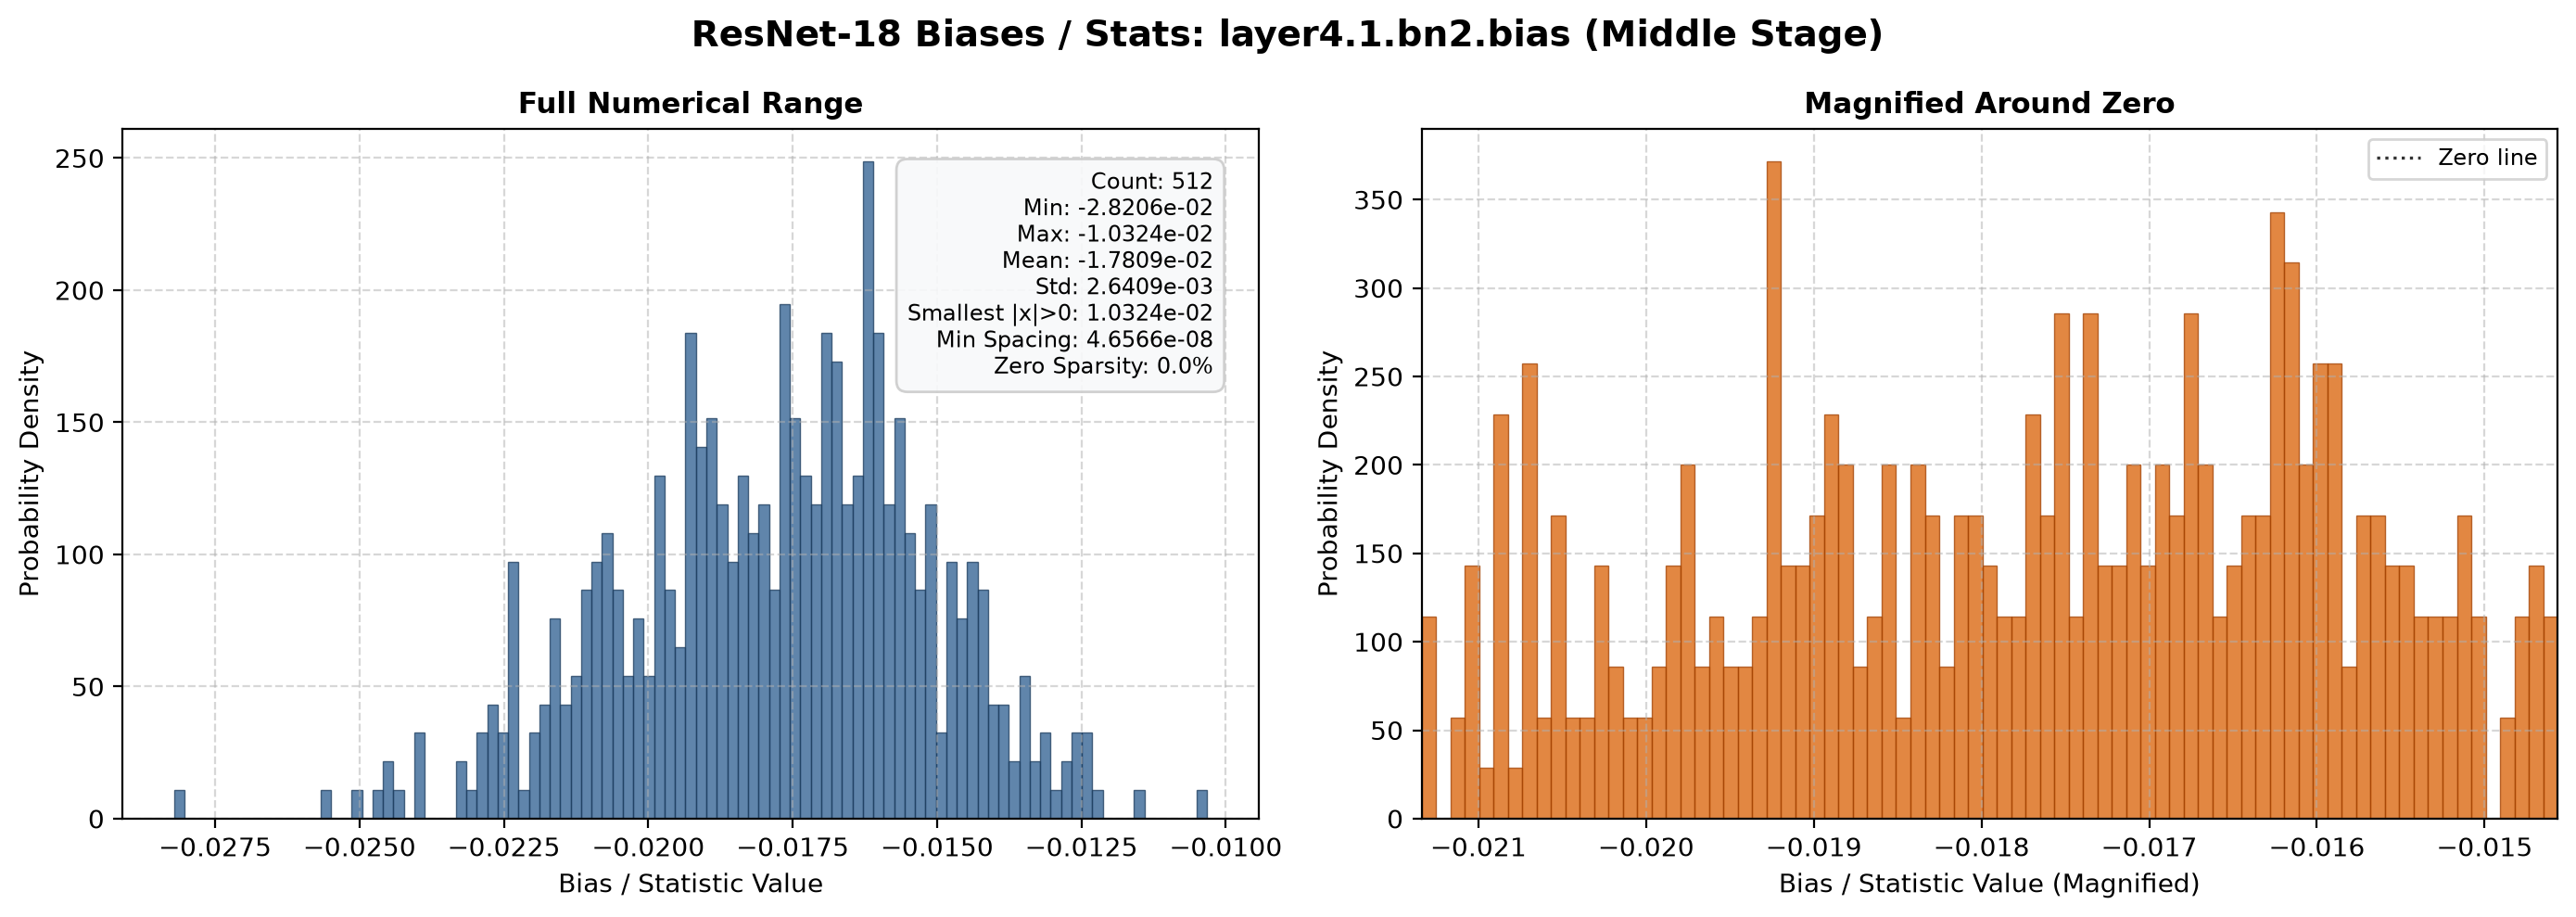 ResNet-18 Biases / Stats: layer4.1.bn2.bias (Middle Stage)
Full Numerical Range
Probability Density
250
200
150
100
50
0
Count: 512
Min: -2.8206e-02
Max: -1.0324e-02
Mean: -1.7809e-02
Std: 2.6409e-03
Smallest |x|>0: 1.0324e-02
Min Spacing: 4.6566e-08
Zero Sparsity: 0.0%
−0.0275 −0.0250 −0.0225 −0.0200 −0.0175 −0.0150 −0.0125 −0.0100
Bias / Statistic Value
Magnified Around Zero
Probability Density
350
300
250
200
150
100
50
0
Zero line
−0.021 −0.020 −0.019 −0.018 −0.017 −0.016 −0.015
Bias / Statistic Value (Magnified)